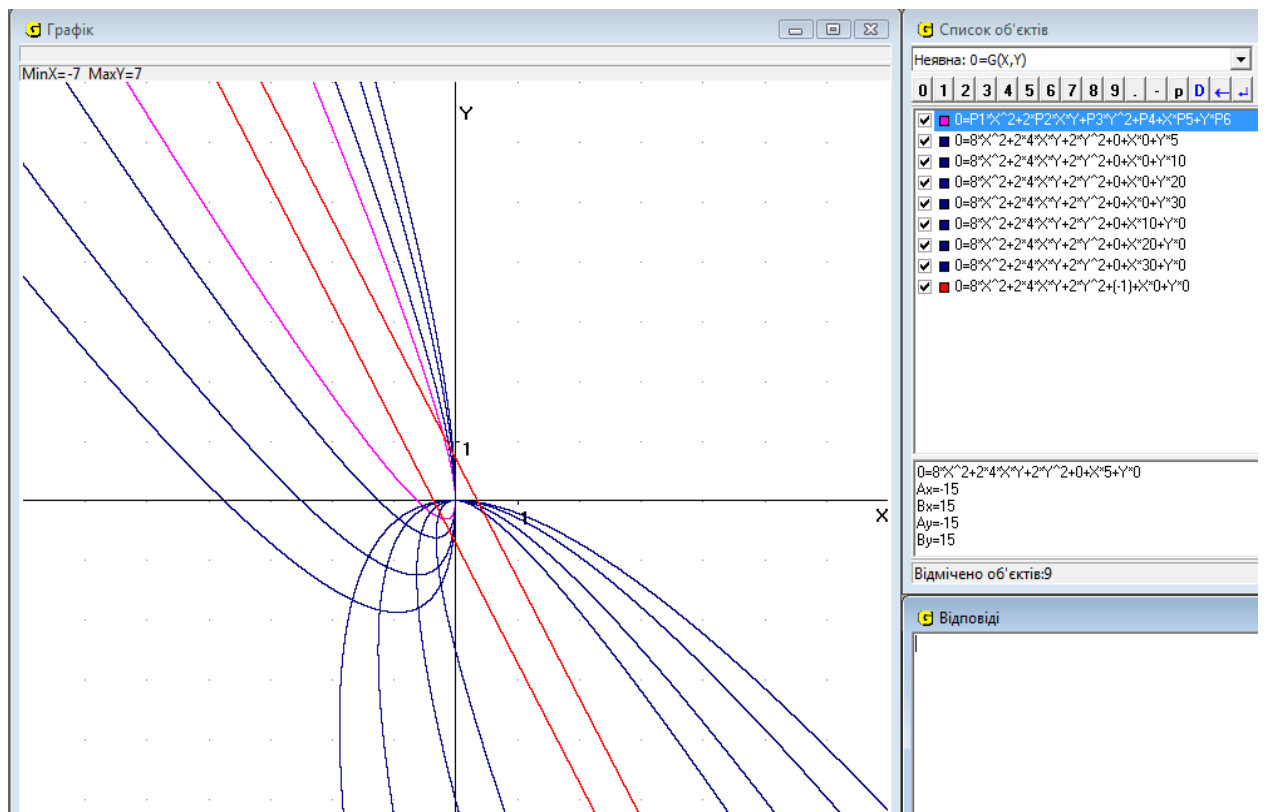 Графік
MinX=-7 MaxY=7
Y
1
1
X
Список об'єктів
Неявна: 0=G(X,Y)
0 1 2 3 4 5 6 7 8 9 . - p D ← ↲
0=P1*X^2+2*P2*X*Y+P3*Y^2+P4+X*P5+Y*P6
0=8*X^2+2*4*X*Y+2*Y^2+0+X*0+Y*5
0=8*X^2+2*4*X*Y+2*Y^2+0+X*0+Y*10
0=8*X^2+2*4*X*Y+2*Y^2+0+X*0+Y*20
0=8*X^2+2*4*X*Y+2*Y^2+0+X*0+Y*30
0=8*X^2+2*4*X*Y+2*Y^2+0+X*10+Y*0
0=8*X^2+2*4*X*Y+2*Y^2+0+X*20+Y*0
0=8*X^2+2*4*X*Y+2*Y^2+0+X*30+Y*0
0=8*X^2+2*4*X*Y+2*Y^2+(-1)+X*0+Y*0
0=8*X^2+2*4*X*Y+2*Y^2+0+X*5+Y*0
Ax=-15
Bx=15
Ay=-15
By=15
Відмічено об'єктів:9
Відповіді